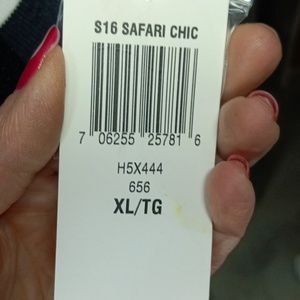 S16 SAFARI CHIC
7 06255 25781 6
H5X444
656
XL/TG